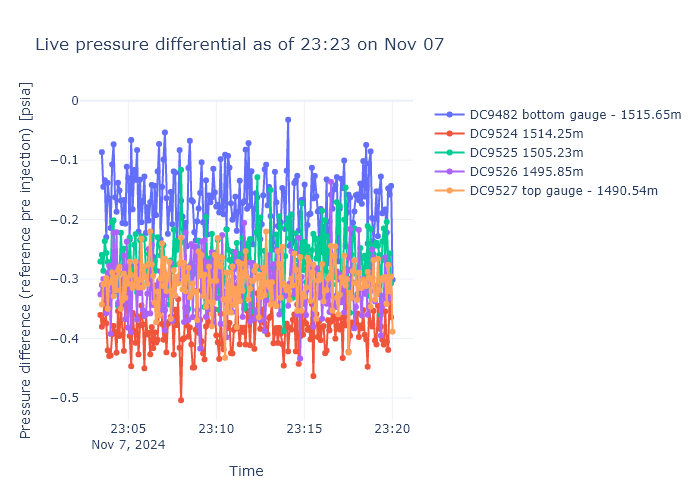 Live pressure differential as of 23:23 on Nov 07
Pressure difference (reference pre injection) [psia]
0
−0.1
−0.2
−0.3
−0.4
−0.5
23:05
23:10
23:15
23:20
Nov 7, 2024
Time
DC9482 bottom gauge - 1515.65m
DC9524 1514.25m
DC9525 1505.23m
DC9526 1495.85m
DC9527 top gauge - 1490.54m